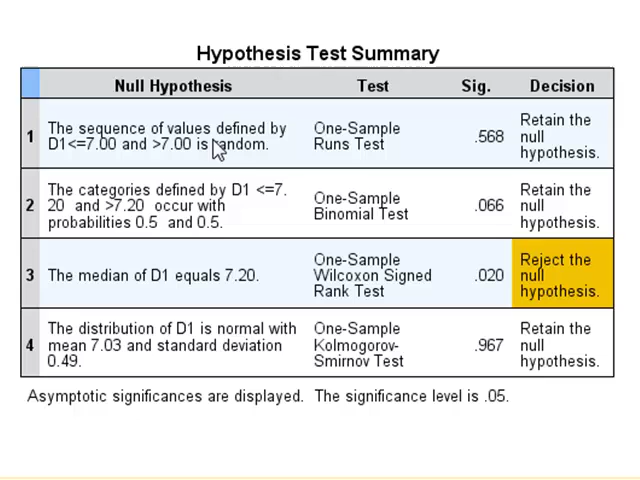 Hypothesis Test Summary
Null Hypothesis Test Sig. Decision
1
The sequence of values defined by
D1<=7.00 and >7.00 is random.
One-Sample
Runs Test
.568
Retain the
null
hypothesis.
2
The categories defined by D1 <=7.
20 and >7.20 occur with
probabilities 0.5 and 0.5.
One-Sample
Binomial Test
.066
Retain the
null
hypothesis.
3
The median of D1 equals 7.20.
One-Sample
Wilcoxon Signed
Rank Test
.020
Reject the
null
hypothesis.
4
The distribution of D1 is normal with
mean 7.03 and standard deviation
0.49.
One-Sample
Kolmogorov-
Smirnov Test
.967
Retain the
null
hypothesis.
Asymptotic significances are displayed. The significance level is .05.